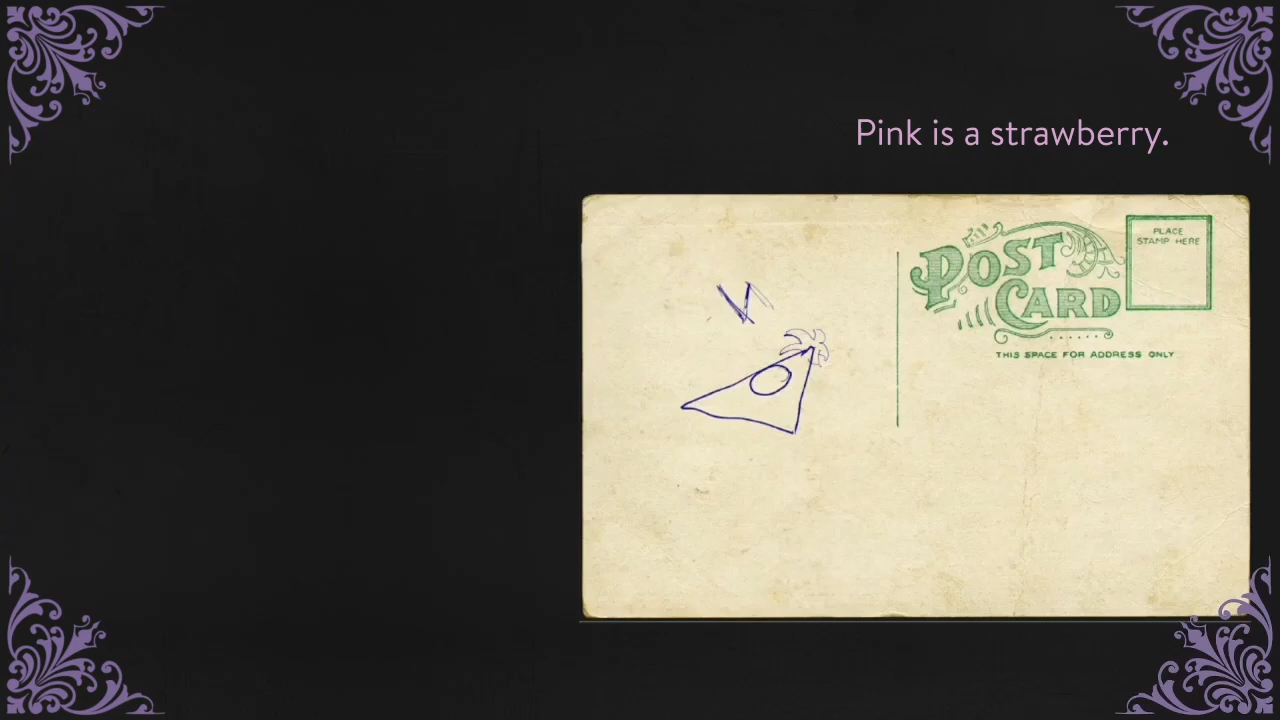 Pink is a strawberry.
POST CARD
PLACE
STAMP HERE
THIS SPACE FOR ADDRESS ONLY